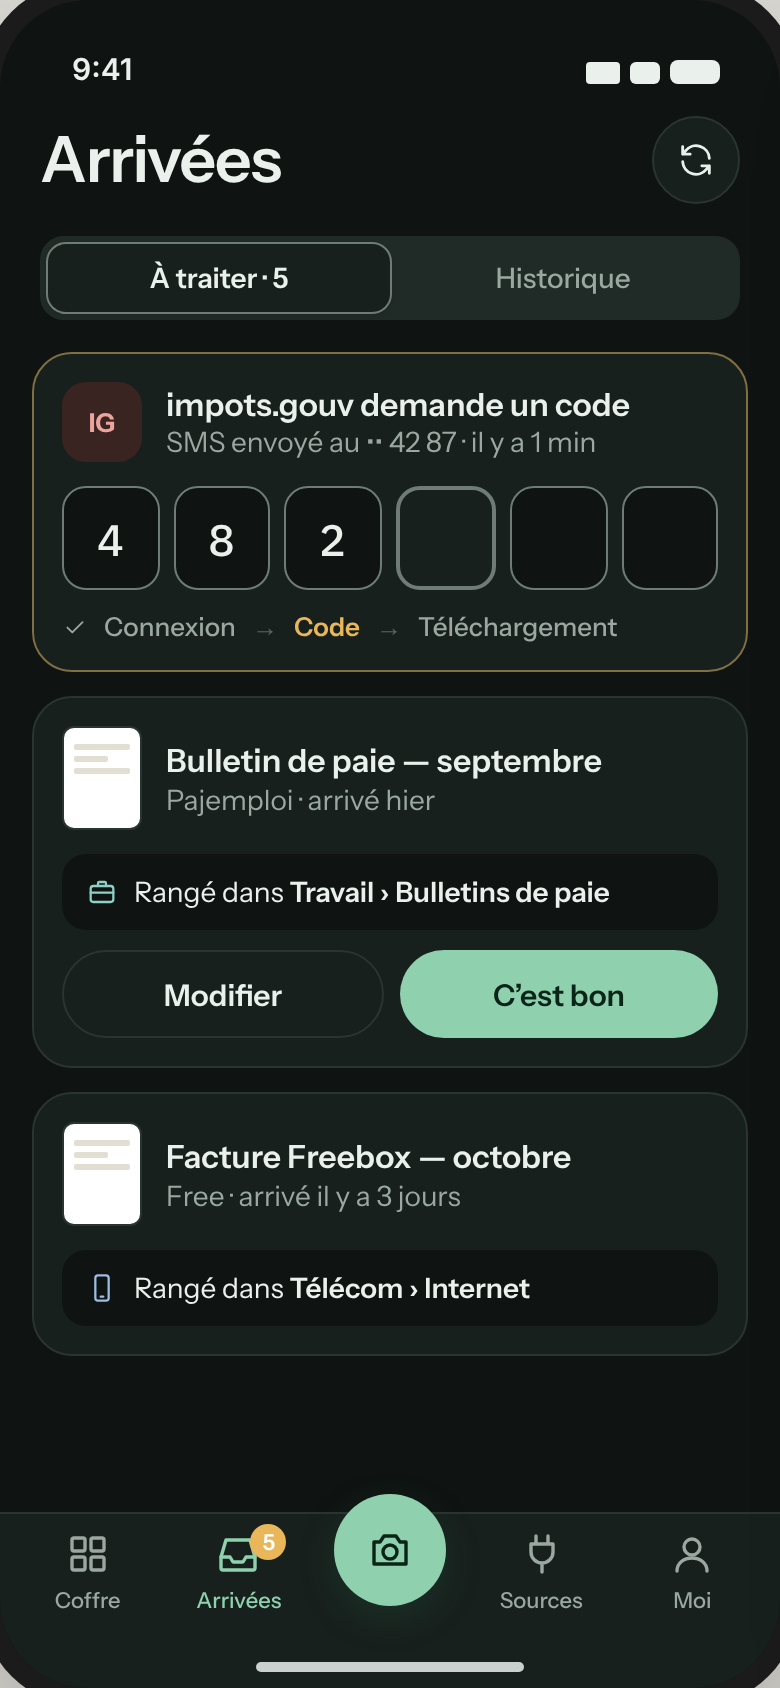 9:41
Arrivées
À traiter · 5
Historique
IG
impots.gouv demande un code
SMS envoyé au ·· 42 87 · il y a 1 min
4 8 2
✓ Connexion → Code → Téléchargement
Bulletin de paie — septembre
Pajemploi · arrivé hier
Rangé dans Travail › Bulletins de paie
Modifier
C’est bon
Facture Freebox — octobre
Free · arrivé il y a 3 jours
Rangé dans Télécom › Internet
5
Coffre
Arrivées
Sources
Moi